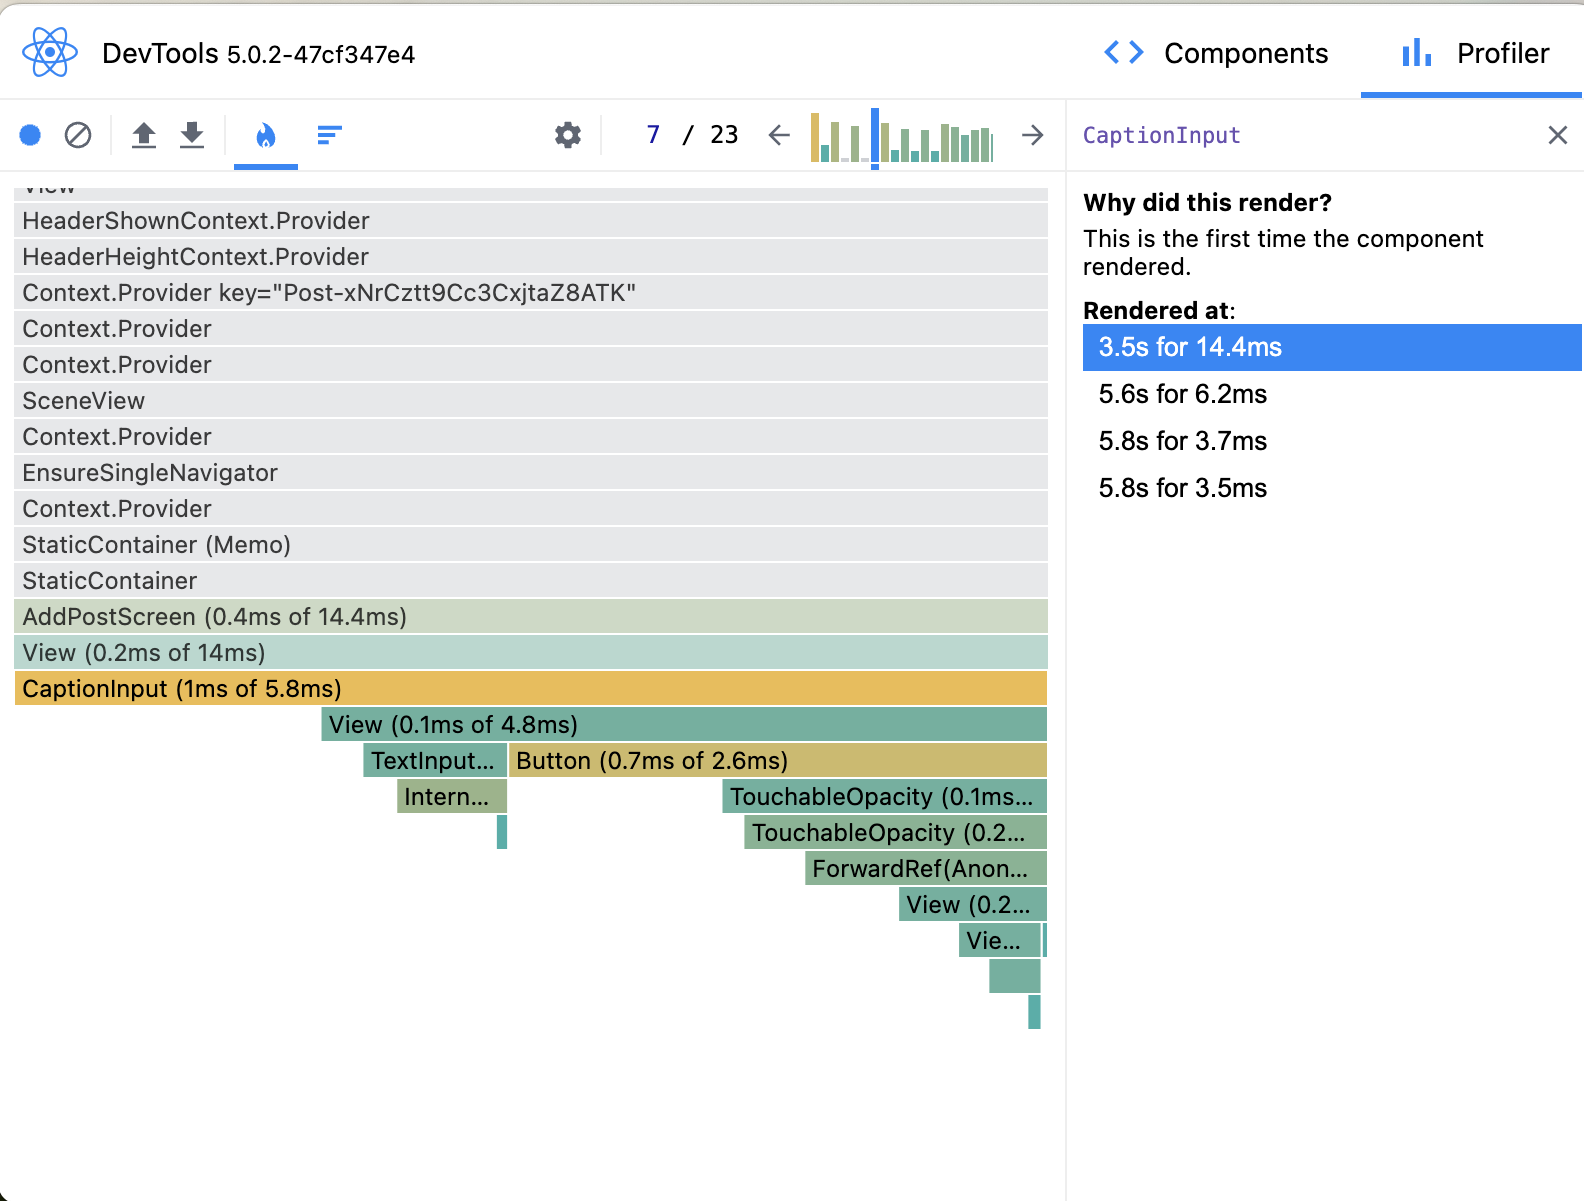 DevTools 5.0.2-47cf347e4
Components
Profiler
7 / 23
CaptionInput
View
HeaderShownContext.Provider
HeaderHeightContext.Provider
Context.Provider key="Post-xNrCztt9Cc3CxjtaZ8ATK"
Context.Provider
Context.Provider
SceneView
Context.Provider
EnsureSingleNavigator
Context.Provider
StaticContainer (Memo)
StaticContainer
AddPostScreen (0.4ms of 14.4ms)
View (0.2ms of 14ms)
CaptionInput (1ms of 5.8ms)
View (0.1ms of 4.8ms)
TextInput...
Button (0.7ms of 2.6ms)
Intern...
TouchableOpacity (0.1ms...
TouchableOpacity (0.2...
ForwardRef(Anon...
View (0.2...
Vie...
Why did this render?
This is the first time the component
rendered.
Rendered at:
3.5s for 14.4ms
5.6s for 6.2ms
5.8s for 3.7ms
5.8s for 3.5ms